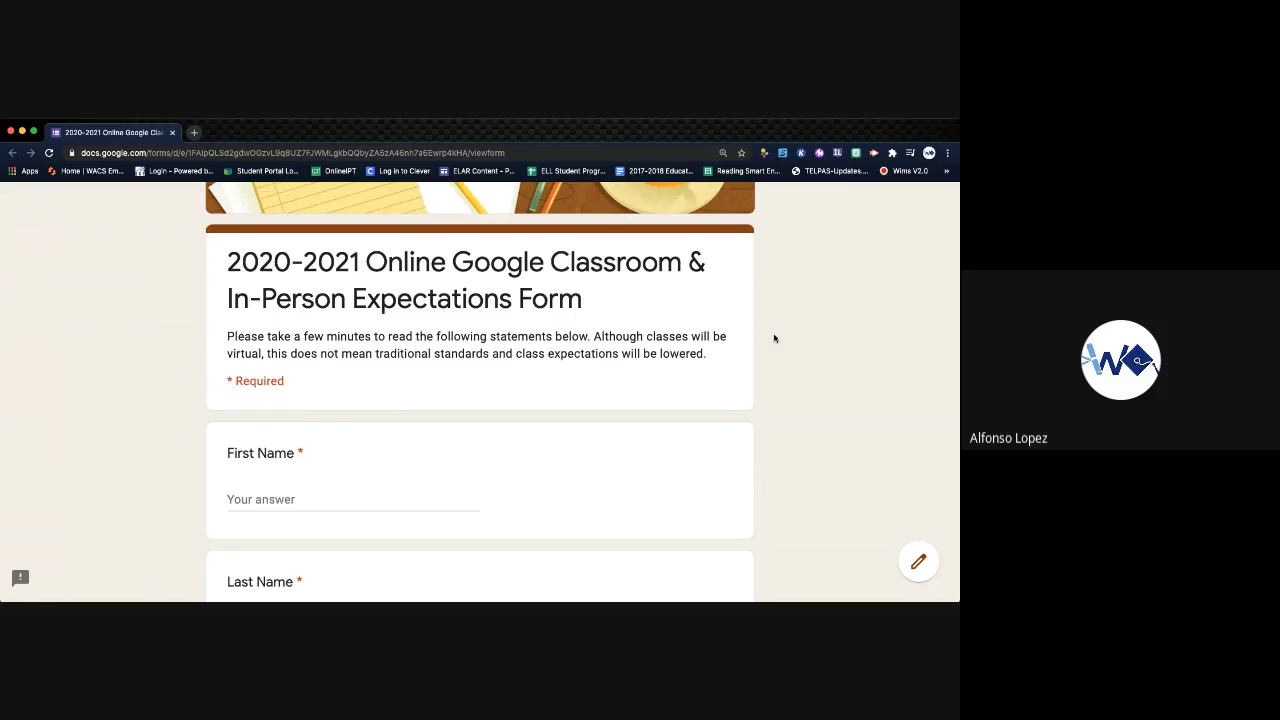 2020-2021 Online Google Clas
docs.google.com/forms/d/e/
/viewform
Apps
Home | WACS Em...
Login - Powered b...
Student Portal Lo...
OnlineIPT
Log in to Clever
ELAR Content - P...
ELL Student Progr...
2017-2018 Educat...
Reading Smart En...
TELPAS-Updates....
Wims V2.0
»
2020-2021 Online Google Classroom &
In-Person Expectations Form
Please take a few minutes to read the following statements below. Although classes will be
virtual, this does not mean traditional standards and class expectations will be lowered.
* Required
First Name *
Your answer
Last Name *
Alfonso Lopez